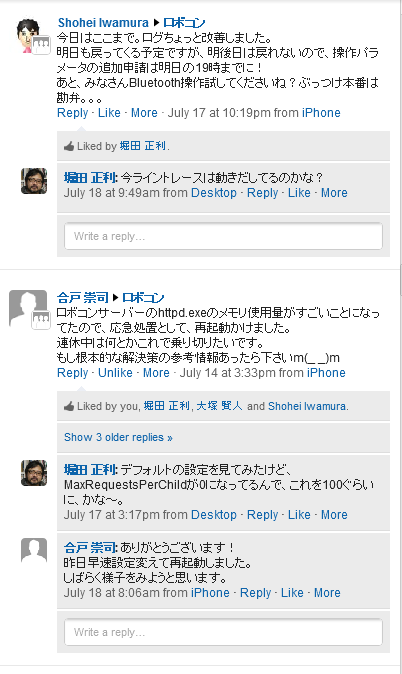 Shohei Iwamura ▸ ロボコン
今日はここまで。ログちょっと改善しました。
明日も戻ってくる予定ですが、明後日は戻れないので、操作パラ
メータの追加申請は明日の19時までに！
あと、みなさんBluetooth操作試してくださいね？ぶっつけ本番は
勘弁。。。
Reply · Like · More · July 17 at 10:19pm from iPhone
Liked by 堀田 正利.
堀田 正利: 今ライントレースは動きだしてるのかな？
July 18 at 9:49am from Desktop · Reply · Like · More
Write a reply…
合戸 崇司 ▸ ロボコン
ロボコンサーバーのhttpd.exeのメモリ使用量がすごいことになっ
てたので、応急処置として、再起動かけました。
連休中は何とかこれで乗り切りたいです。
もし根本的な解決策の参考情報あったら下さいm(_ _)m
Reply · Unlike · More · July 14 at 3:33pm from iPhone
Liked by you, 堀田 正利, 大塚 賢人 and Shohei Iwamura.
Show 3 older replies »
堀田 正利: デフォルトの設定を見てみたけど、
MaxRequestsPerChildが0になってるんで、これを100ぐらい
に、かな～。
July 17 at 3:17pm from Desktop · Reply · Like · More
合戸 崇司: ありがとうございます！
昨日早速設定変えて再起動しました。
しばらく様子をみようと思います。
July 18 at 8:06am from iPhone · Reply · Like · More
Write a reply…